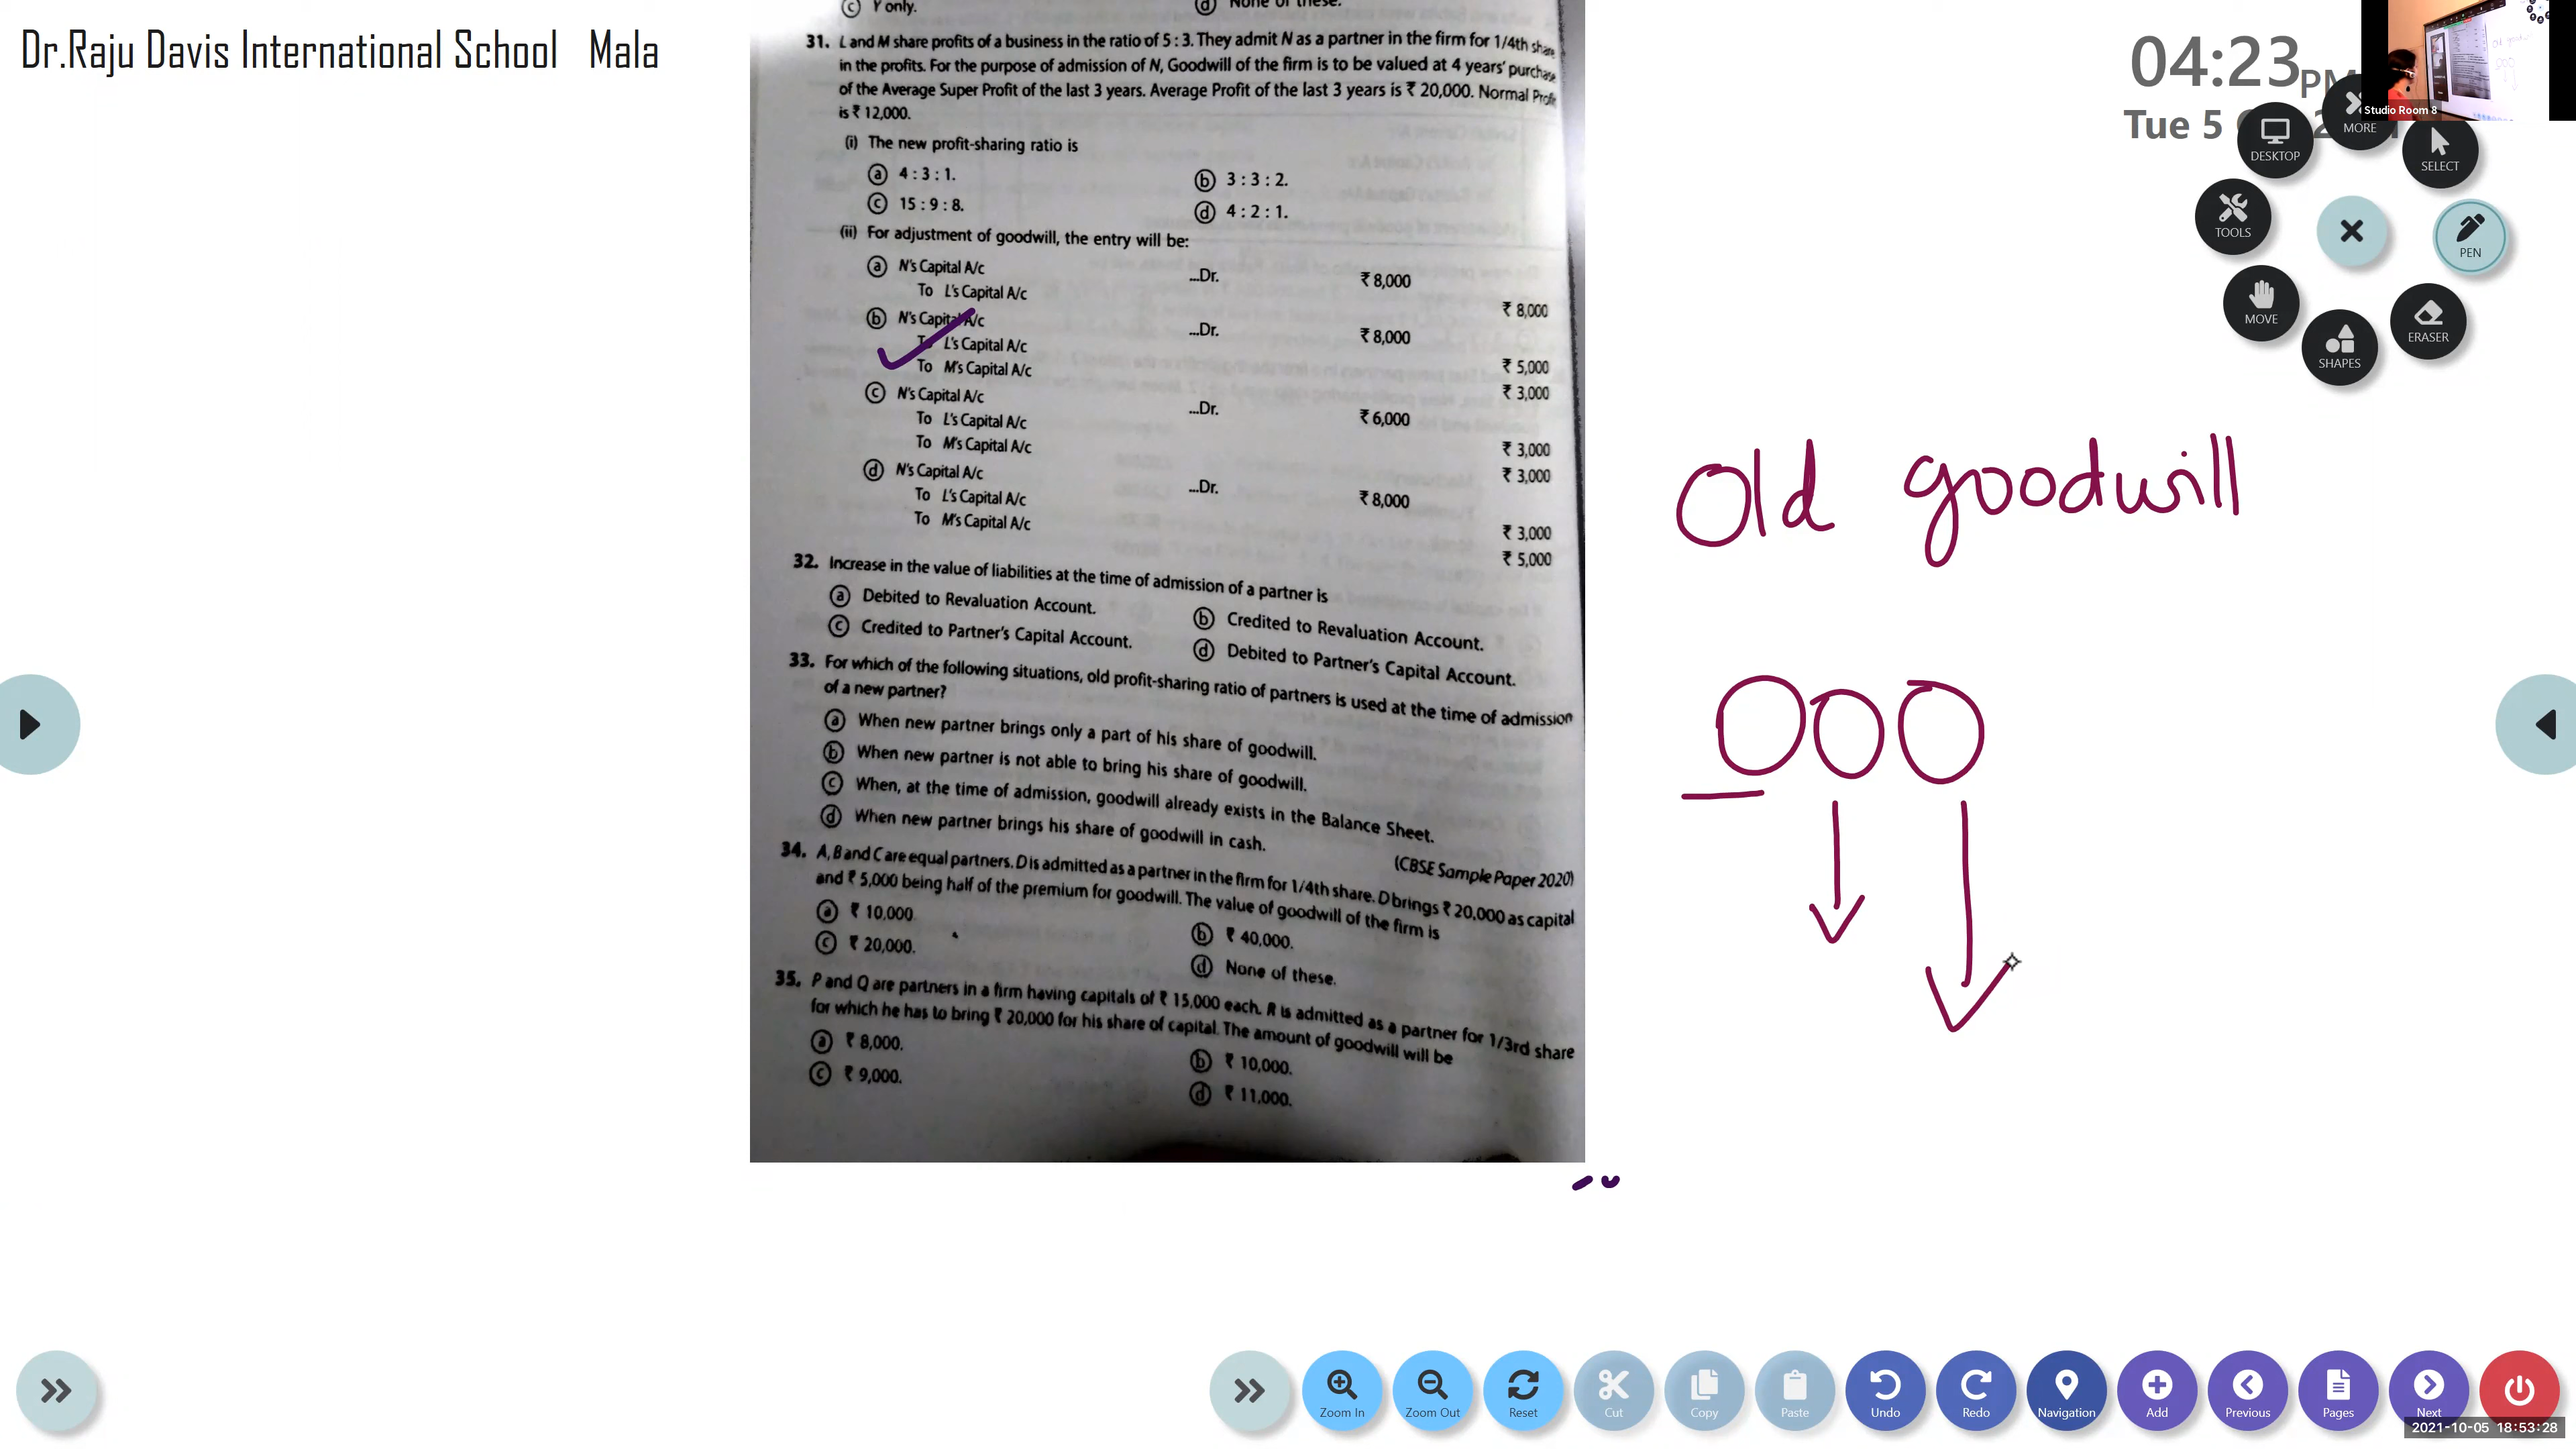 Dr.Raju Davis International School Mala
04:23 PM
Tue 5
Studio Room 8
MORE
DESKTOP
SELECT
TOOLS
PEN
MOVE
ERASER
SHAPES
c Y only.
d None of these.
31. L and M share profits of a business in the ratio of 5 : 3. They admit N as a partner in the firm for 1/4th share
in the profits. For the purpose of admission of N, Goodwill of the firm is to be valued at 4 years' purchase
of the Average Super Profit of the last 3 years. Average Profit of the last 3 years is ₹ 20,000. Normal Profit
is ₹ 12,000.
(i) The new profit-sharing ratio is
a 4 : 3 : 1. b 3 : 3 : 2.
c 15 : 9 : 8. d 4 : 2 : 1.
(ii) For adjustment of goodwill, the entry will be:
a N's Capital A/c ...Dr. ₹ 8,000
To L's Capital A/c ₹ 8,000
b N's Capital A/c ...Dr. ₹ 8,000
To L's Capital A/c ₹ 5,000
To M's Capital A/c ₹ 3,000
c N's Capital A/c ...Dr. ₹ 6,000
To L's Capital A/c ₹ 3,000
To M's Capital A/c ₹ 3,000
d N's Capital A/c ...Dr. ₹ 8,000
To L's Capital A/c ₹ 3,000
To M's Capital A/c ₹ 5,000
32. Increase in the value of liabilities at the time of admission of a partner is
a Debited to Revaluation Account. b Credited to Revaluation Account.
c Credited to Partner's Capital Account. d Debited to Partner's Capital Account.
33. For which of the following situations, old profit-sharing ratio of partners is used at the time of admission
of a new partner?
a When new partner brings only a part of his share of goodwill.
b When new partner is not able to bring his share of goodwill.
c When, at the time of admission, goodwill already exists in the Balance Sheet.
d When new partner brings his share of goodwill in cash.
(CBSE Sample Paper 2020)
34. A, B and C are equal partners. D is admitted as a partner in the firm for 1/4th share. D brings ₹ 20,000 as capital
and ₹ 5,000 being half of the premium for goodwill. The value of goodwill of the firm is
a ₹ 10,000. b ₹ 40,000.
c ₹ 20,000. d None of these.
35. P and Q are partners in a firm having capitals of ₹ 15,000 each. R is admitted as a partner for 1/3rd share
for which he has to bring ₹ 20,000 for his share of capital. The amount of goodwill will be
a ₹ 8,000. b ₹ 10,000.
c ₹ 9,000. d ₹ 11,000.
Old goodwill
Zoom In
Zoom Out
Reset
Cut
Copy
Paste
Undo
Redo
Navigation
Add
Previous
Pages
Next
2021-10-05 18:53:28